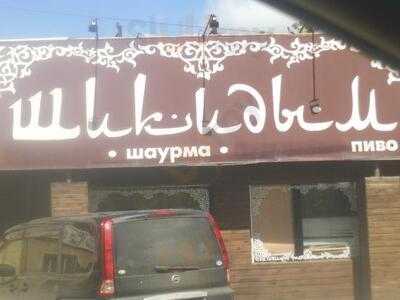 Шикидым
• шаурма •
пиво